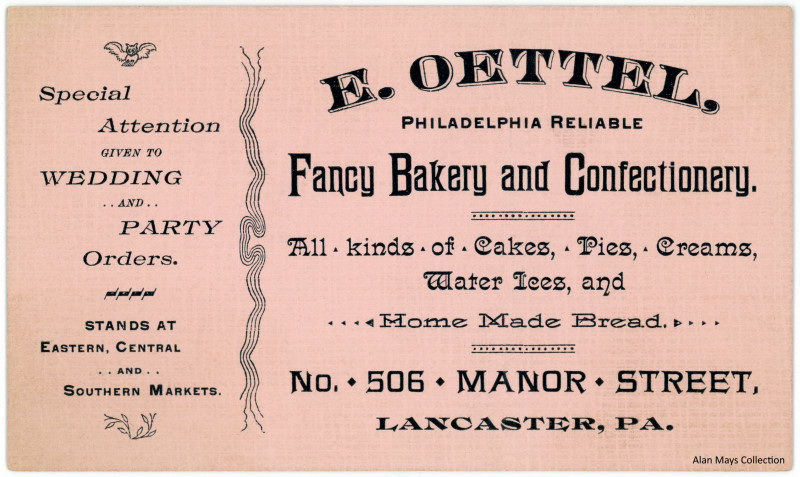 Special
Attention
GIVEN TO
WEDDING
..AND..
PARTY
Orders.
STANDS AT
EASTERN, CENTRAL
..AND..
SOUTHERN MARKETS.
E. OETTEL,
PHILADELPHIA RELIABLE
Fancy Bakery and Confectionery.
All · kinds · of · Cakes, · Pies, · Creams,
Water Ices, and
Home Made Bread.
No. • 506 • MANOR • STREET,
LANCASTER, PA.
Alan Mays Collection